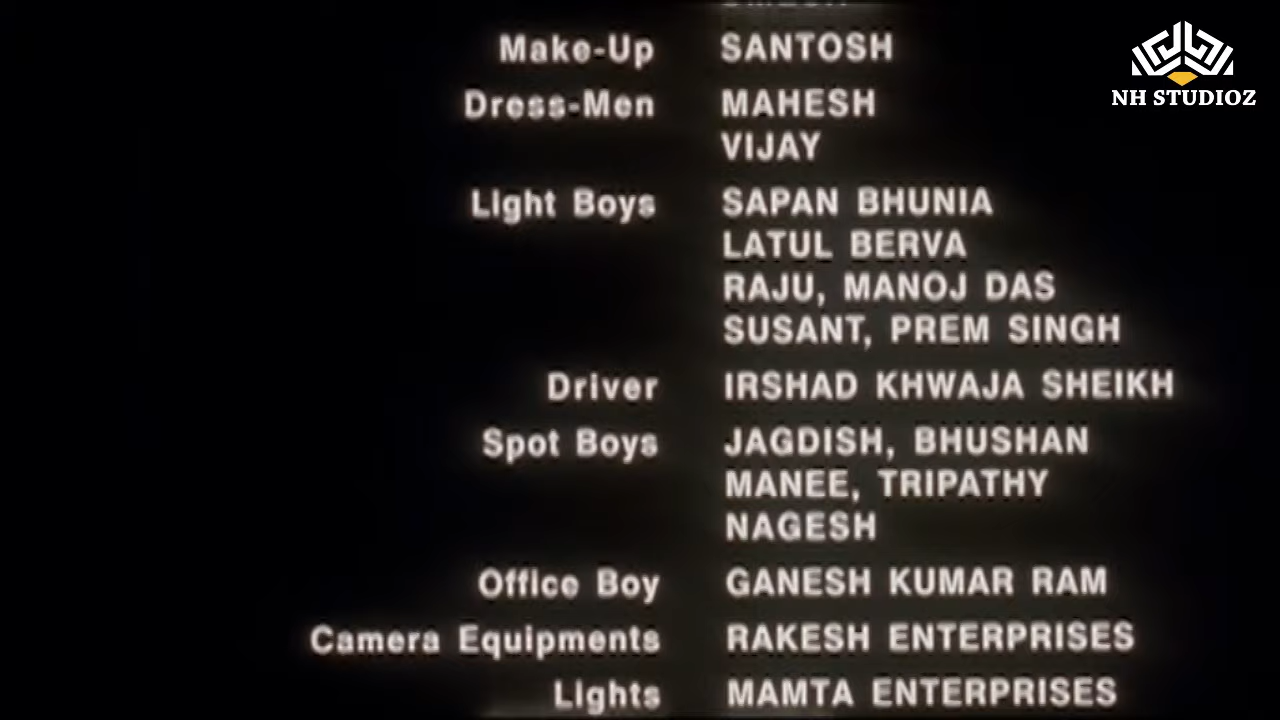 Make-Up SANTOSH
Dress-Men MAHESH
VIJAY
Light Boys SAPAN BHUNIA
LATUL BERVA
RAJU, MANOJ DAS
SUSANT, PREM SINGH
Driver IRSHAD KHWAJA SHEIKH
Spot Boys JAGDISH, BHUSHAN
MANEE, TRIPATHY
NAGESH
Office Boy GANESH KUMAR RAM
Camera Equipments RAKESH ENTERPRISES
Lights MAMTA ENTERPRISES
NH STUDIOZ